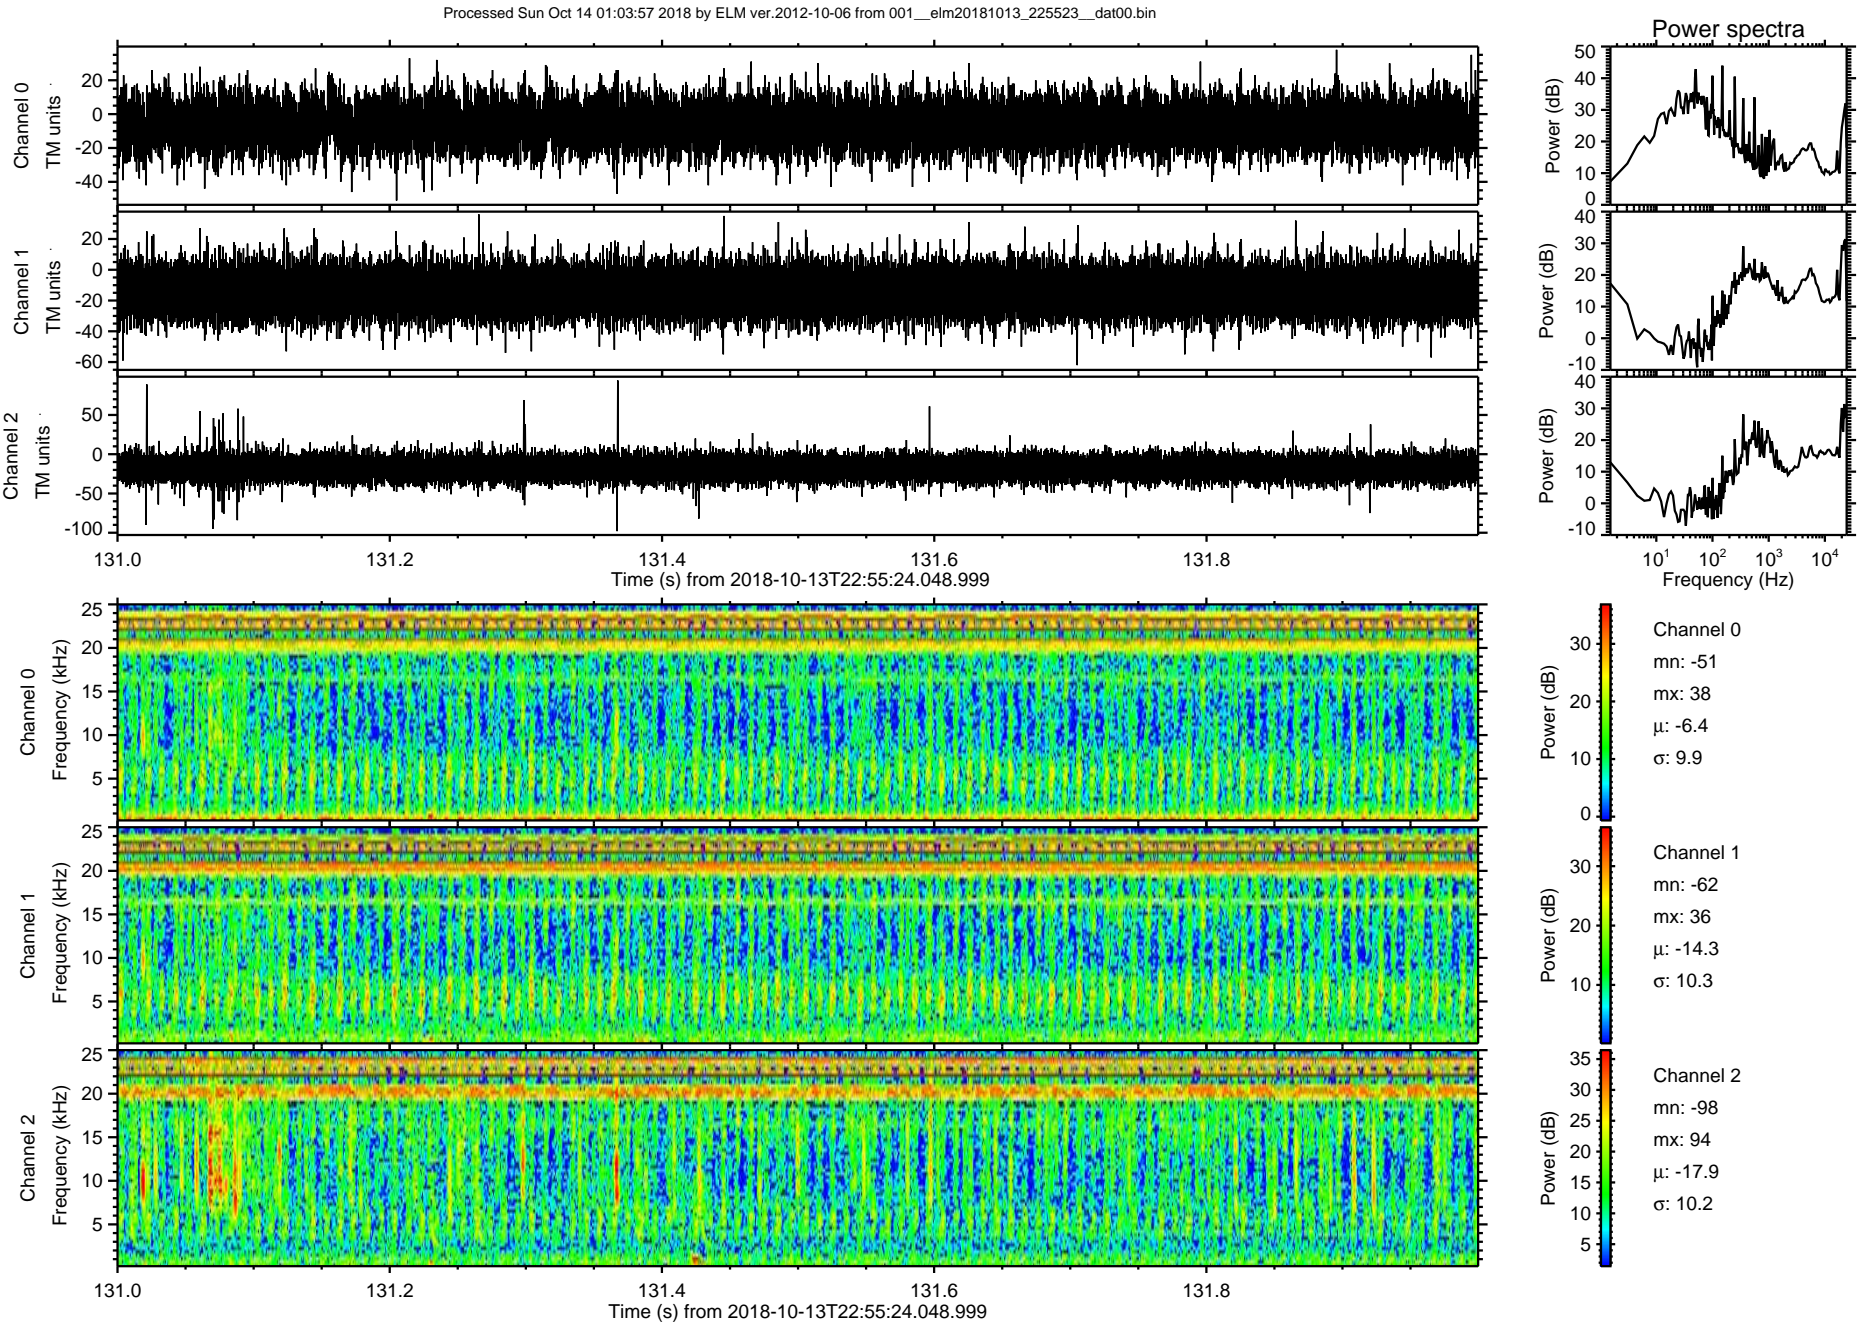 Processed Sun Oct 14 01:03:57 2018 by ELM ver.2012-10-06 from 001__elm20181013_225523__dat00.bin
Power spectra
Channel 0
TM units
20
0
-20
-40
Power (dB)
50
40
30
20
10
0
Channel 1
TM units
20
0
-20
-40
-60
Power (dB)
40
30
20
10
0
-10
Channel 2
TM units
50
0
-50
-100
Power (dB)
40
30
20
10
0
-10
131.0 131.2 131.4 131.6 131.8
Time (s) from 2018-10-13T22:55:24.048.999
10^1 10^2 10^3 10^4
Frequency (Hz)
Channel 0
Frequency (kHz)
25
20
15
10
5
Power (dB)
30
20
10
0
Channel 0
mn: -51
mx: 38
μ: -6.4
σ: 9.9
Channel 1
Frequency (kHz)
25
20
15
10
5
Power (dB)
30
20
10
Channel 1
mn: -62
mx: 36
μ: -14.3
σ: 10.3
Channel 2
Frequency (kHz)
25
20
15
10
5
Power (dB)
35
30
25
20
15
10
5
Channel 2
mn: -98
mx: 94
μ: -17.9
σ: 10.2
131.0 131.2 131.4 131.6 131.8
Time (s) from 2018-10-13T22:55:24.048.999